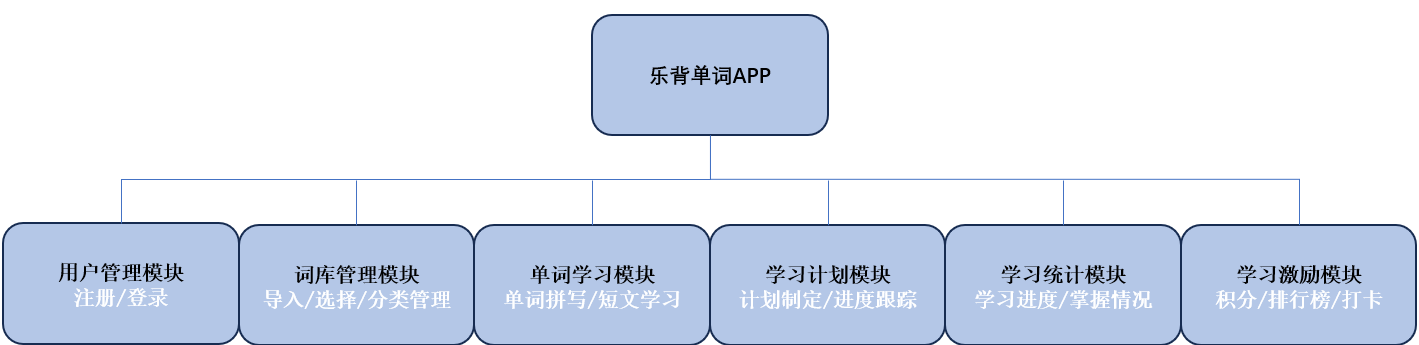 乐背单词APP
用户管理模块
注册/登录
词库管理模块
导入/选择/分类管理
单词学习模块
单词拼写/短文学习
学习计划模块
计划制定/进度跟踪
学习统计模块
学习进度/掌握情况
学习激励模块
积分/排行榜/打卡